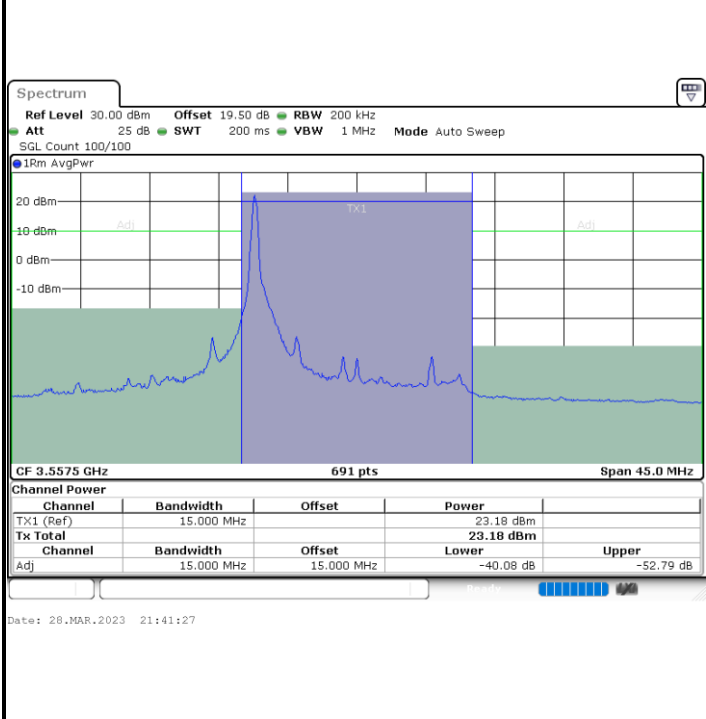 Spectrum
Ref Level 30.00 dBm Offset 19.50 dB RBW 200 kHz
Att 25 dB SWT 200 ms VBW 1 MHz Mode Auto Sweep
SGL Count 100/100
1Rm AvgPwr
TX1
20 dBm
Adj Adj
10 dBm
0 dBm
-10 dBm
CF 3.5575 GHz 691 pts Span 45.0 MHz
Channel Power
Channel Bandwidth Offset Power
TX1 (Ref) 15.000 MHz 23.18 dBm
Tx Total 23.18 dBm
Channel Bandwidth Offset Lower Upper
Adj 15.000 MHz 15.000 MHz -40.08 dB -52.79 dB
Ready
Date: 28.MAR.2023 21:41:27